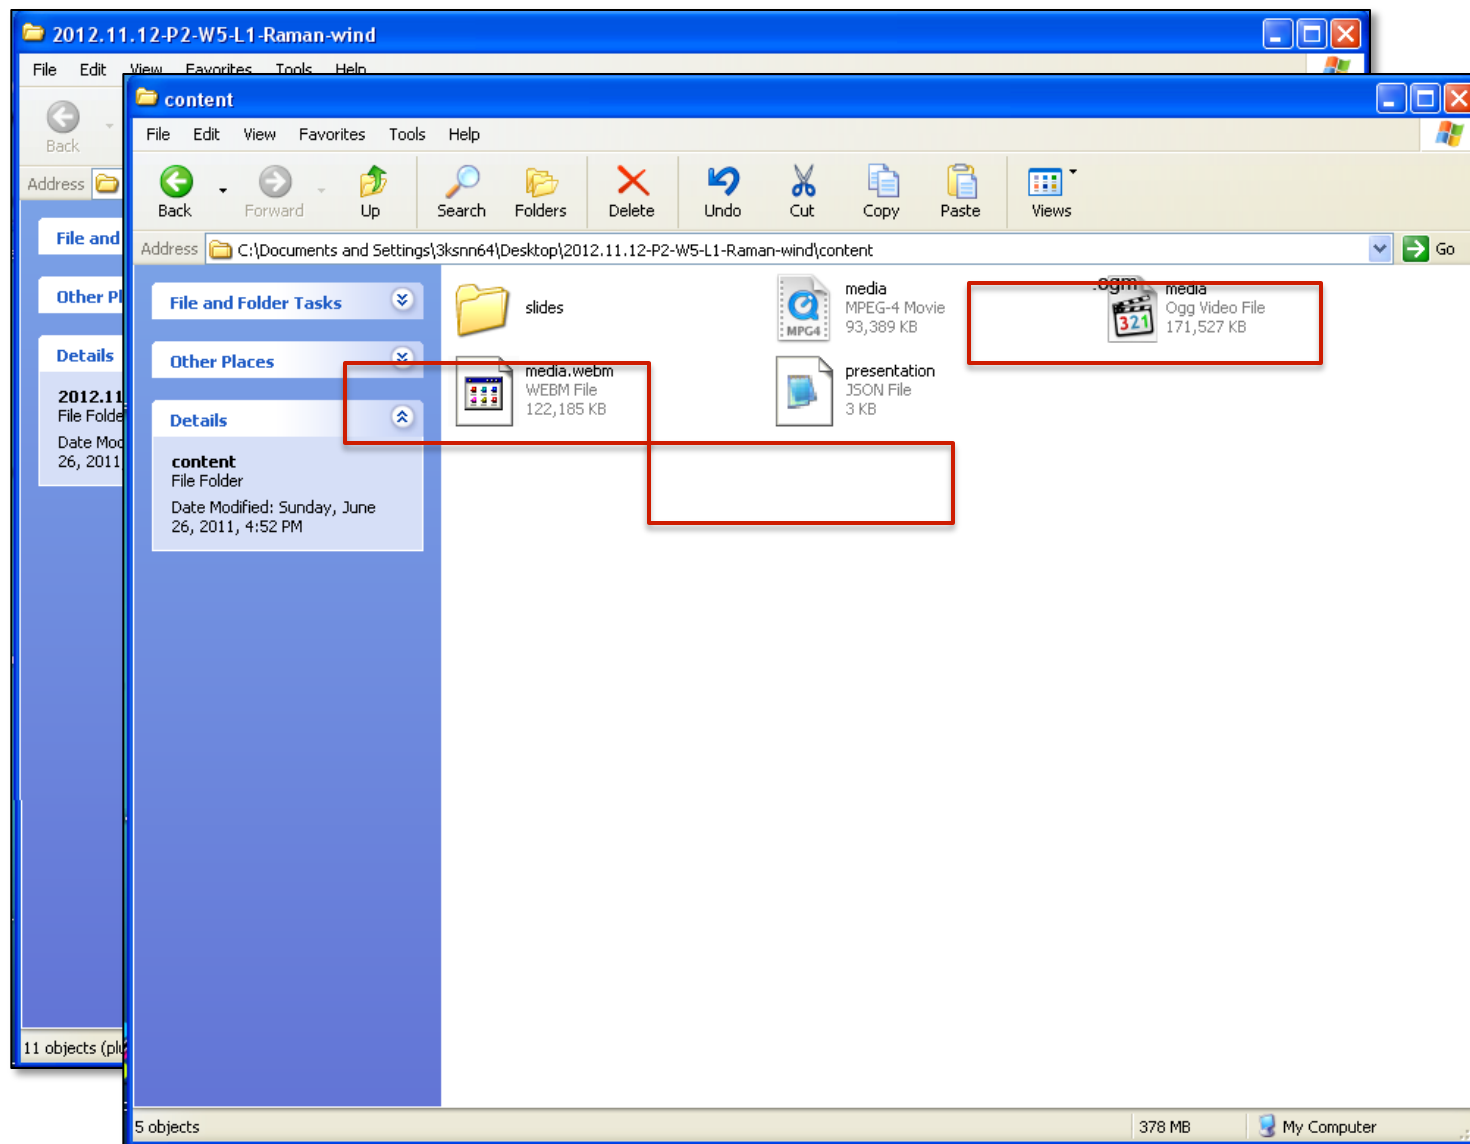 2012.11.12-P2-W5-L1-Raman-wind
File Edit View Favorites Tools Help
Back
Address
File and
Other Pl
Details
2012.11
File Folde
Date Mod
26, 2011,
11 objects (plu
content
File Edit View Favorites Tools Help
Back Forward Up Search Folders Delete Undo Cut Copy Paste Views
Address C:\Documents and Settings\3ksnn64\Desktop\2012.11.12-P2-W5-L1-Raman-wind\content Go
File and Folder Tasks
Other Places
Details
content
File Folder
Date Modified: Sunday, June
26, 2011, 4:52 PM
slides
media
MPEG-4 Movie
93,389 KB
MPG4
.ogm
media
Ogg Video File
171,527 KB
321
media.webm
WEBM File
122,185 KB
presentation
JSON File
3 KB
5 objects 378 MB My Computer